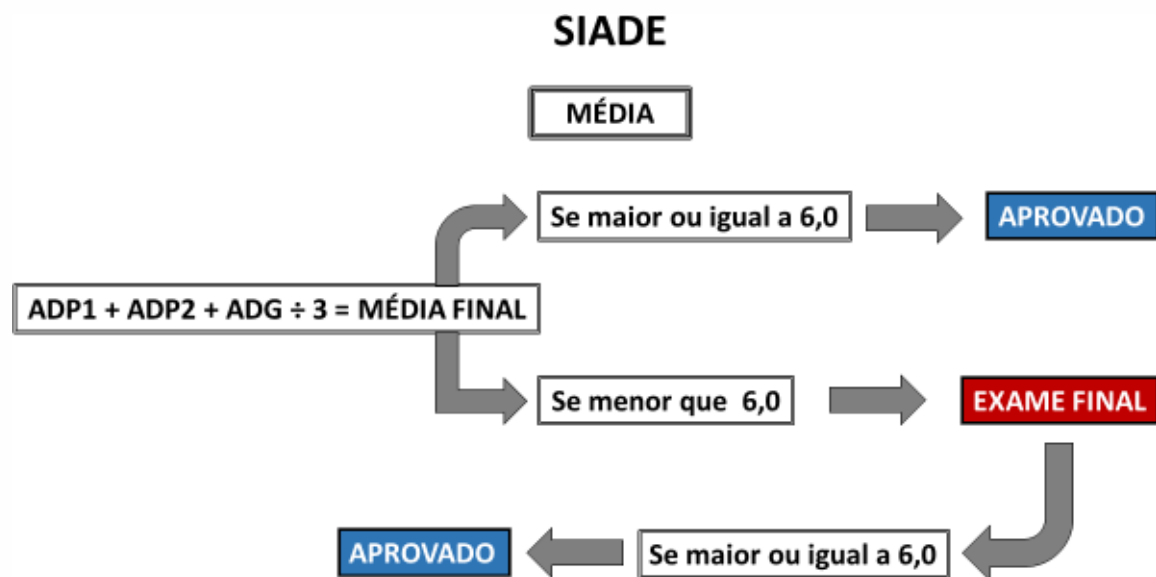 SIADE
MÉDIA
Se maior ou igual a 6,0
APROVADO
ADP1 + ADP2 + ADG ÷ 3 = MÉDIA FINAL
Se menor que 6,0
EXAME FINAL
Se maior ou igual a 6,0
APROVADO